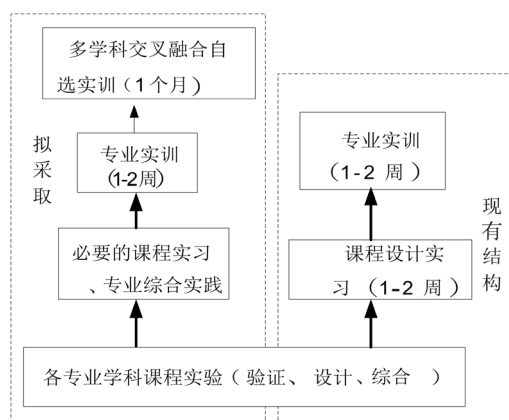 多学科交叉融合自
选实训（1个月）
专业实训
(1-2周)
拟采取
必要的课程实习
、专业综合实践
专业实训
（1-2 周 ）
现有结构
课程设计实
习 （1-2 周 ）
各专业学科课程实验（ 验证、 设计、综合 ）